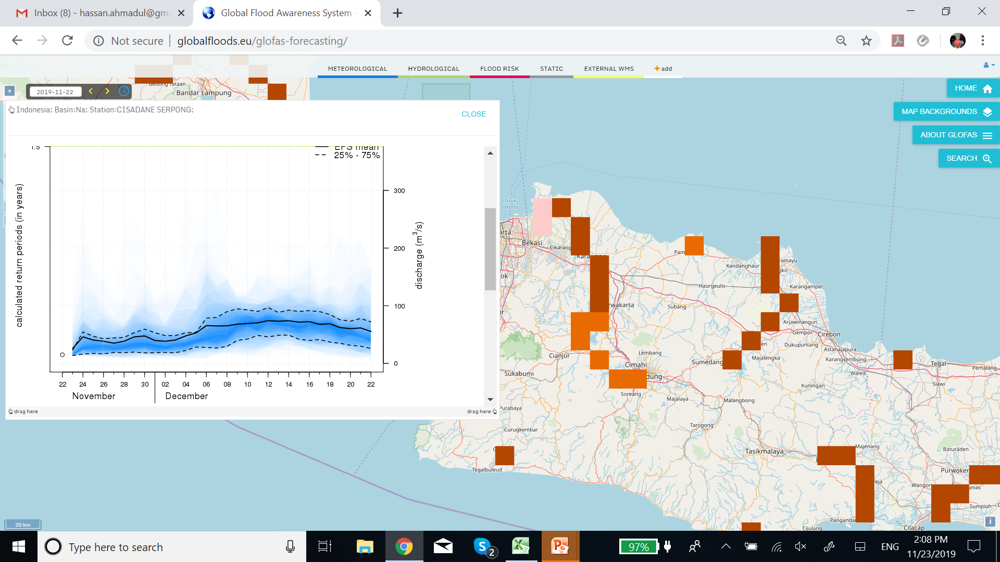 Inbox (8) - hassan.ahmadul@gma
Global Flood Awareness System -
Not secure
globalfloods.eu/glofas-forecasting/
METEOROLOGICAL
HYDROLOGICAL
FLOOD RISK
STATIC
EXTERNAL WMS
+ add
2019-11-22
Gedong Tataan
Bandar Lampung
HOME
MAP BACKGROUNDS
ABOUT GLOFAS
SEARCH
Indonesia; Basin:Na; Station:CISADANE SERPONG;
CLOSE
1.5
EPS mean
25% - 75%
calculated return periods (in years)
300
200
100
0
discharge (m³/s)
22 24 26 28 30 02 04 06 08 10 12 14 16 18 20 22
November
December
drag here
drag here
Teluk
Jakarta
arta
Bekasi
Cikarang
Karawang
ok
or
rwakarta
Pam
Kandanghaur
ramayu
gkir
Haurgeulis
Karangampel
Subang
Arjawinangun
Gempol
Cirebon
en
Dukupuntang
Astanajapura
Karangsembung
Majalengka
Sumedang
Lembang
Cianjur
Cimahi
dung
Sukabumi
Soreang
Majalaya
Malangbong
Kuningan
Waled
Tegal
Pemalang
Slawi
Purabaya
Curugkembar
Tarogong
Tasikmalaya
Majenang
Baturaden
Tegalbuleud
Purwoker
reja
Wangon
umas
Sumpiuh
Pangandar
Cijulang
Cilacap
20 km
i
Type here to search
2
97%
ENG
2:08 PM
11/23/2019